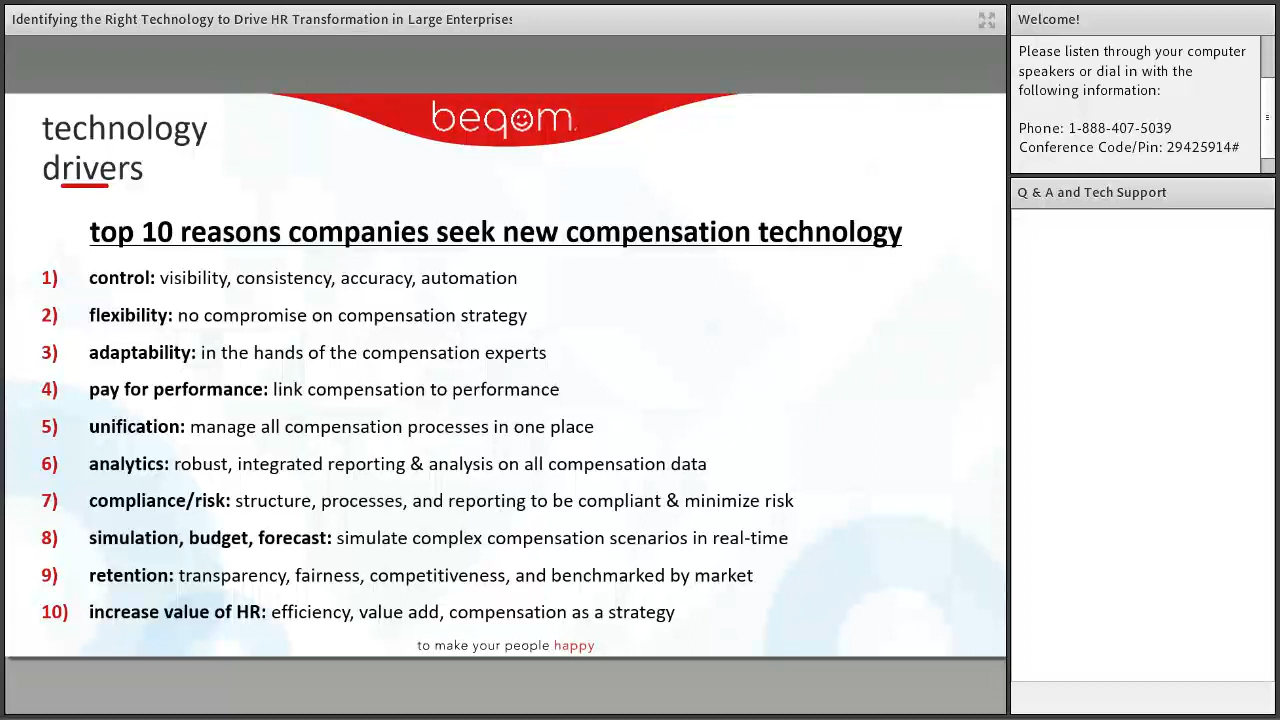 Identifying the Right Technology to Drive HR Transformation in Large Enterprises
Welcome!
Please listen through your computer
speakers or dial in with the
following information:
Phone: 1-888-407-5039
Conference Code/Pin: 29425914#
Q & A and Tech Support
beqom
technology
drivers
top 10 reasons companies seek new compensation technology
1) control: visibility, consistency, accuracy, automation
2) flexibility: no compromise on compensation strategy
3) adaptability: in the hands of the compensation experts
4) pay for performance: link compensation to performance
5) unification: manage all compensation processes in one place
6) analytics: robust, integrated reporting & analysis on all compensation data
7) compliance/risk: structure, processes, and reporting to be compliant & minimize risk
8) simulation, budget, forecast: simulate complex compensation scenarios in real-time
9) retention: transparency, fairness, competitiveness, and benchmarked by market
10) increase value of HR: efficiency, value add, compensation as a strategy
to make your people happy